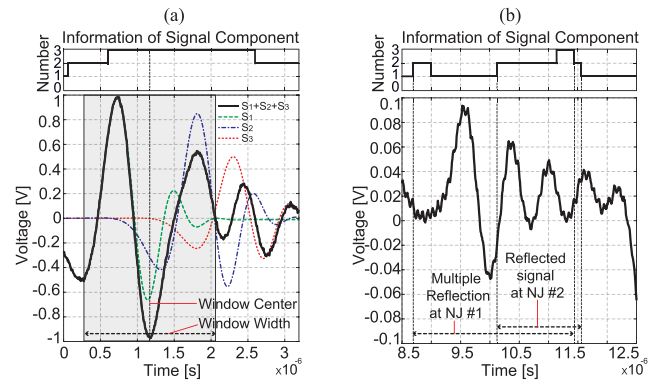 (a)
Information of Signal Component
Number
3
2
1
0
Voltage [V]
1
0.8
0.6
0.4
0.2
0
-0.2
-0.4
-0.6
-0.8
-1
S1+S2+S3
S1
S2
S3
Window Center
Window Width
0 0.5 1 1.5 2 2.5 3
Time [s]
×10-6
(b)
Information of Signal Component
3
2
1
0
Voltage [V]
0.1
0.08
0.06
0.04
0.02
0
-0.02
-0.04
-0.06
-0.08
-0.1
Multiple
Reflection
at NJ #1
Reflected
signal
at NJ #2
8.5 9.5 10.5 11.5 12.5
Time [s]
×10-6